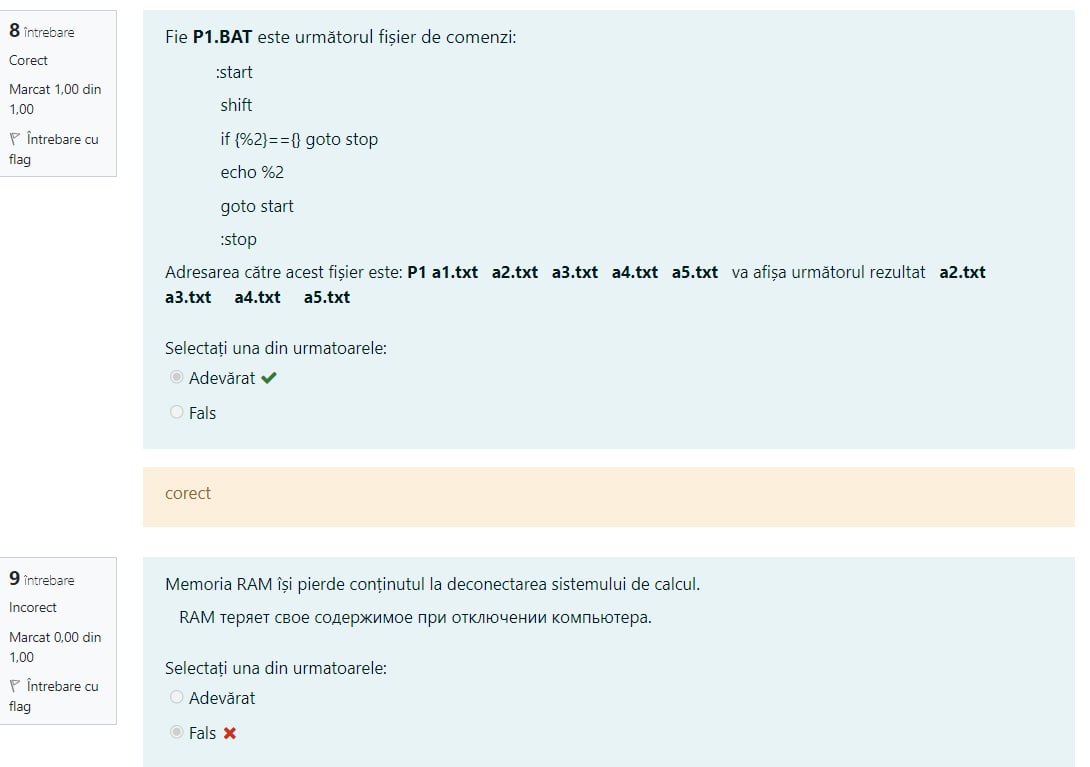 8 întrebare
Corect
Marcat 1,00 din
1,00
Întrebare cu
flag
Fie P1.BAT este următorul fișier de comenzi:
:start
shift
if {%2}=={} goto stop
echo %2
goto start
:stop
Adresarea către acest fișier este: P1 a1.txt a2.txt a3.txt a4.txt a5.txt va afișa următorul rezultat a2.txt
a3.txt a4.txt a5.txt
Selectați una din urmatoarele:
Adevărat
Fals
corect
9 întrebare
Incorect
Marcat 0,00 din
1,00
Întrebare cu
flag
Memoria RAM își pierde conținutul la deconectarea sistemului de calcul.
RAM теряет свое содержимое при отключении компьютера.
Selectați una din urmatoarele:
Adevărat
Fals